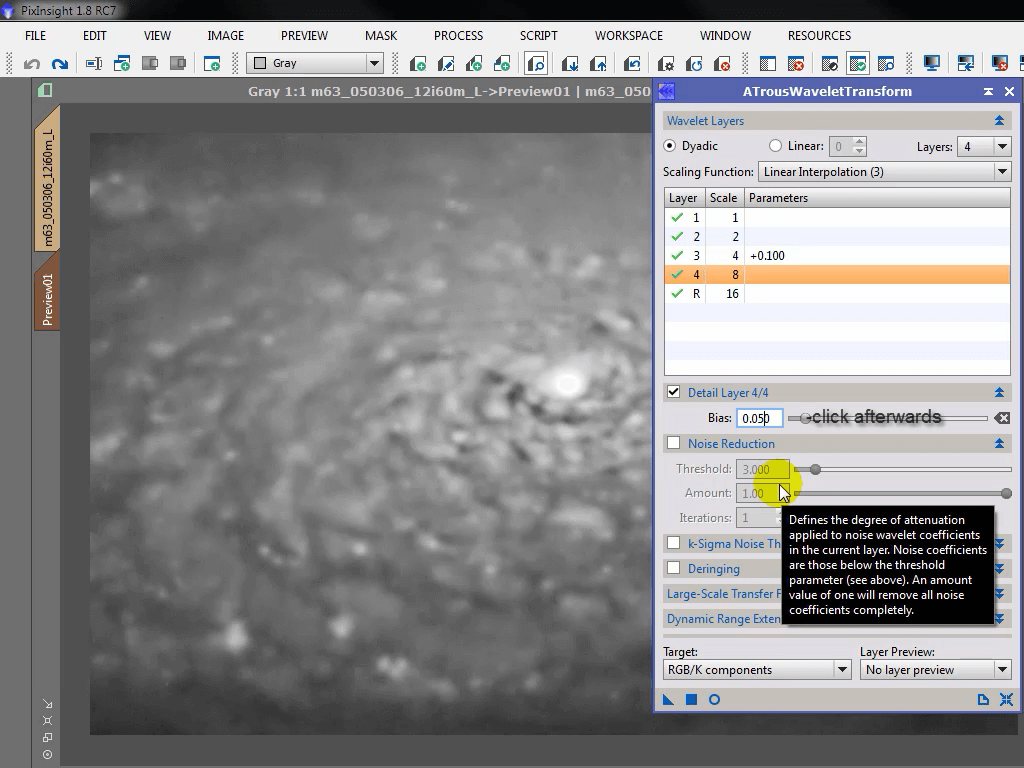 PixInsight 1.8 RC7
FILE EDIT VIEW IMAGE PREVIEW MASK PROCESS SCRIPT WORKSPACE WINDOW RESOURCES
Gray
Gray 1:1 m63_050306_12i60m_L->Preview01 | m63_050
m63_050306_12i60m_L
Preview01
ATrousWaveletTransform
Wavelet Layers
Dyadic Linear: 0 Layers: 4
Scaling Function: Linear Interpolation (3)
Layer Scale Parameters
1 1
2 2
3 4 +0.100
4 8
R 16
Detail Layer 4/4
Bias: 0.050 -click afterwards
Noise Reduction
Threshold: 3.000
Amount: 1.00
Iterations: 1
k-Sigma Noise Th
Deringing
Large-Scale Transfer F
Dynamic Range Exten
Defines the degree of attenuation
applied to noise wavelet coefficients
in the current layer. Noise coefficients
are those below the threshold
parameter (see above). An amount
value of one will remove all noise
coefficients completely.
Target: Layer Preview:
RGB/K components No layer preview